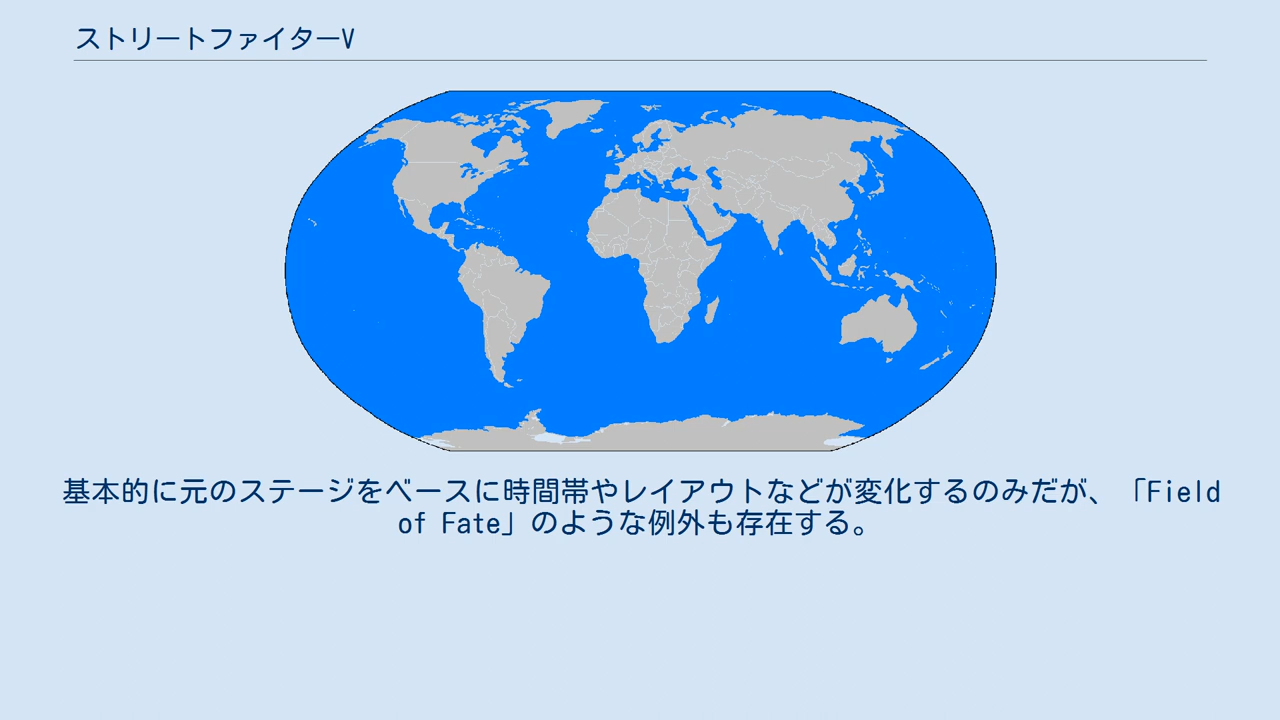 ストリートファイターV
基本的に元のステージをベースに時間帯やレイアウトなどが変化するのみだが、「Field
of Fate」のような例外も存在する。